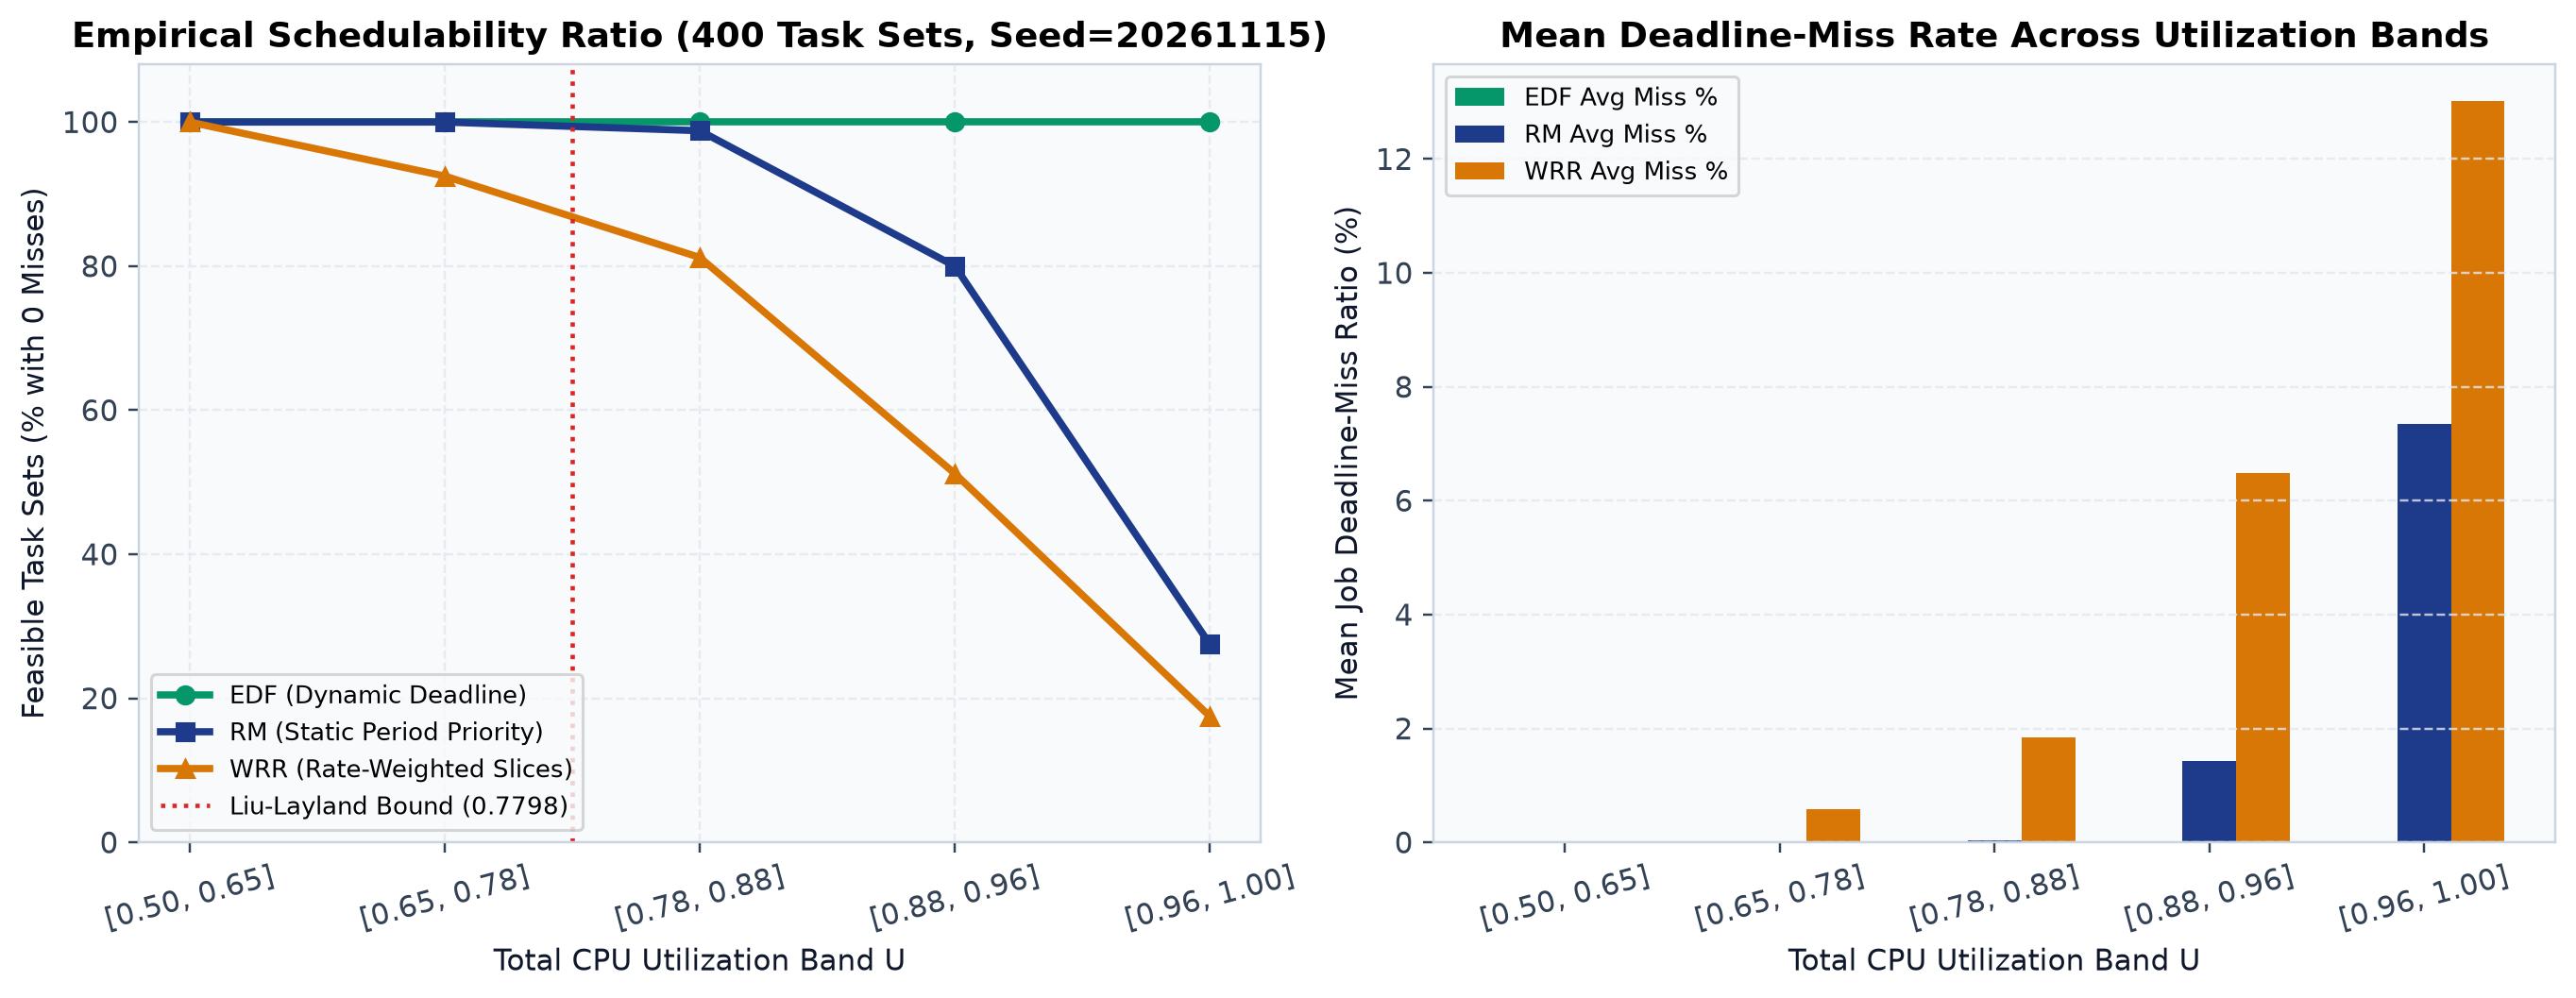 Empirical Schedulability Ratio (400 Task Sets, Seed=20261115)
Feasible Task Sets (% with 0 Misses)
100
80
60
40
20
0
EDF (Dynamic Deadline)
RM (Static Period Priority)
WRR (Rate-Weighted Slices)
Liu-Layland Bound (0.7798)
[0.50, 0.65]
[0.65, 0.78]
[0.78, 0.88]
[0.88, 0.96]
[0.96, 1.00]
Total CPU Utilization Band U
Mean Deadline-Miss Rate Across Utilization Bands
Mean Job Deadline-Miss Ratio (%)
12
10
8
6
4
2
0
EDF Avg Miss %
RM Avg Miss %
WRR Avg Miss %
[0.50, 0.65]
[0.65, 0.78]
[0.78, 0.88]
[0.88, 0.96]
[0.96, 1.00]
Total CPU Utilization Band U